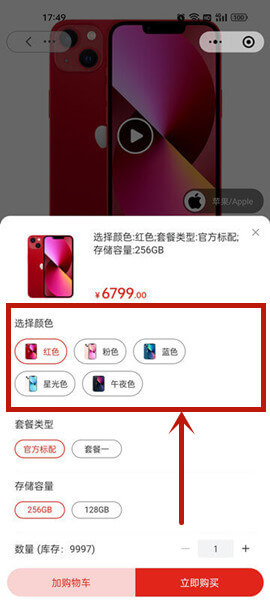 17:49
100
苹果/Apple
选择颜色:红色;套餐类型:官方标配;
存储容量:256GB
¥6799.00
选择颜色
红色 粉色 蓝色
星光色 午夜色
套餐类型
官方标配 套餐一
存储容量
256GB 128GB
数量 (库存: 9997) 1
加购物车 立即购买